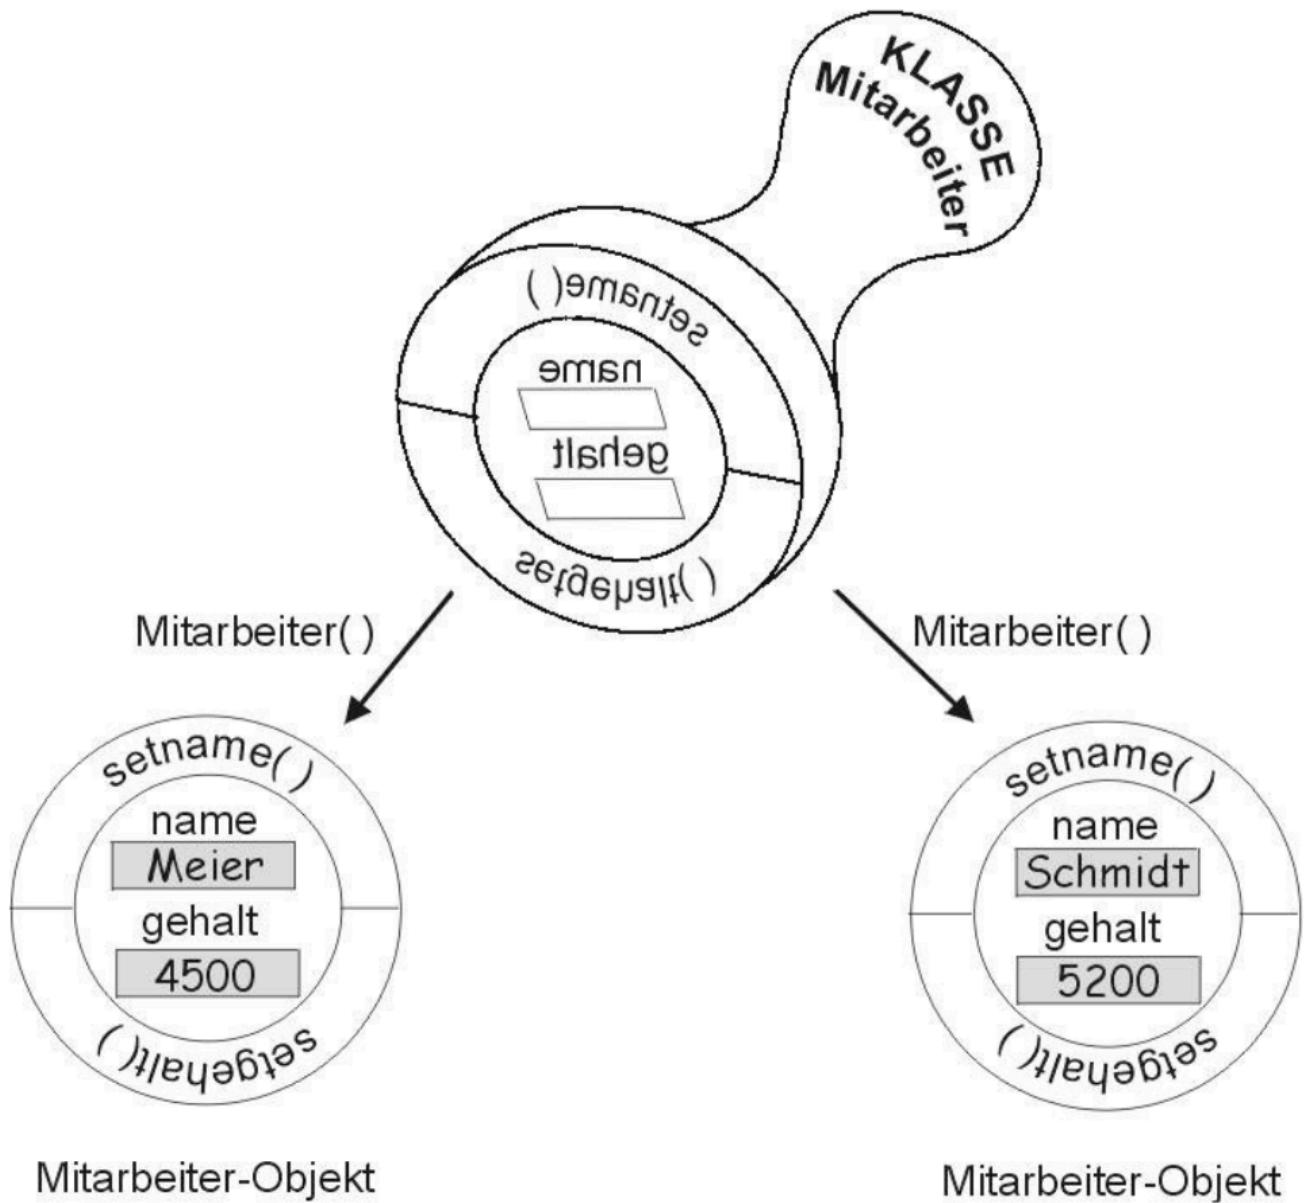 KLASSE
Mitarbeiter
setname( )
name
gehalt
setgehalt( )
Mitarbeiter( )
Mitarbeiter( )
setname( )
name
Meier
gehalt
4500
setgehalt( )
Mitarbeiter-Objekt
setname( )
name
Schmidt
gehalt
5200
setgehalt( )
Mitarbeiter-Objekt